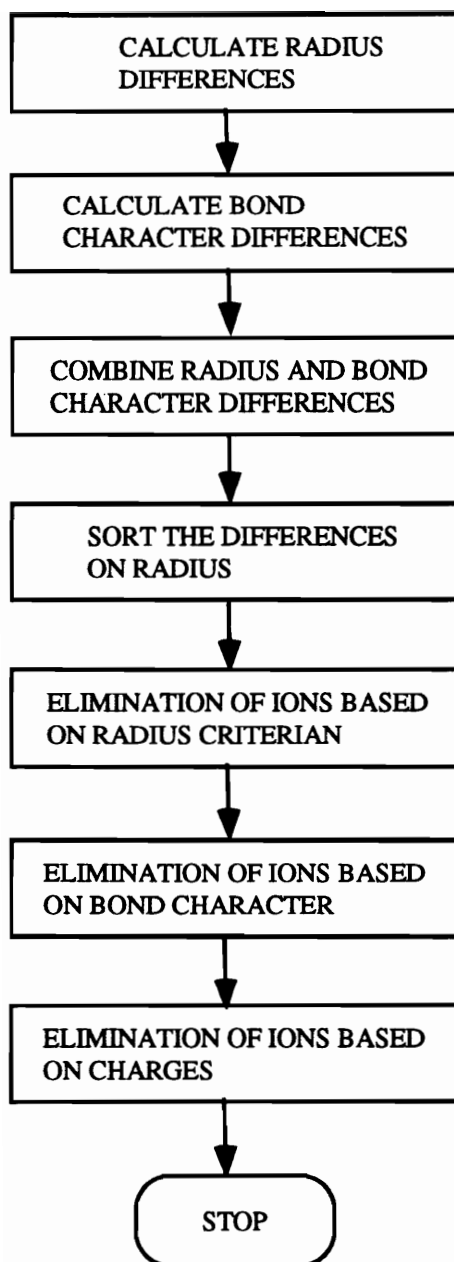 CALCULATE RADIUS
DIFFERENCES
CALCULATE BOND
CHARACTER DIFFERENCES
COMBINE RADIUS AND BOND
CHARACTER DIFFERENCES
SORT THE DIFFERENCES
ON RADIUS
ELIMINATION OF IONS BASED
ON RADIUS CRITERIAN
ELIMINATION OF IONS BASED
ON BOND CHARACTER
ELIMINATION OF IONS BASED
ON CHARGES
STOP